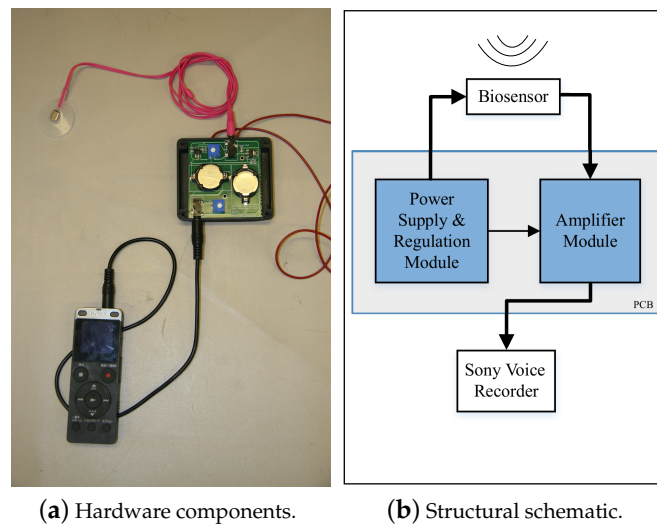 Biosensor
Power
Supply &
Regulation
Module
Amplifier
Module
PCB
Sony Voice
Recorder
(a) Hardware components.
(b) Structural schematic.